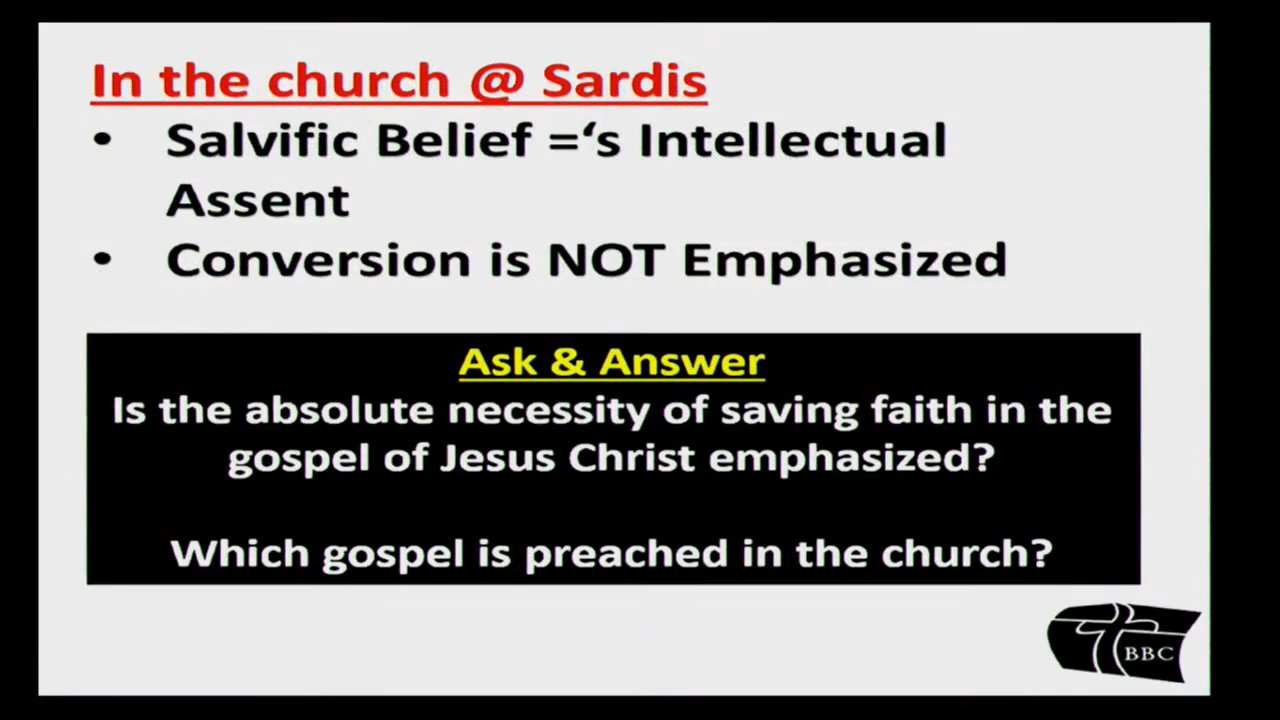 In the church @ Sardis
• Salvific Belief =‘s Intellectual
Assent
• Conversion is NOT Emphasized
Ask & Answer
Is the absolute necessity of saving faith in the
gospel of Jesus Christ emphasized?
Which gospel is preached in the church?
BBC